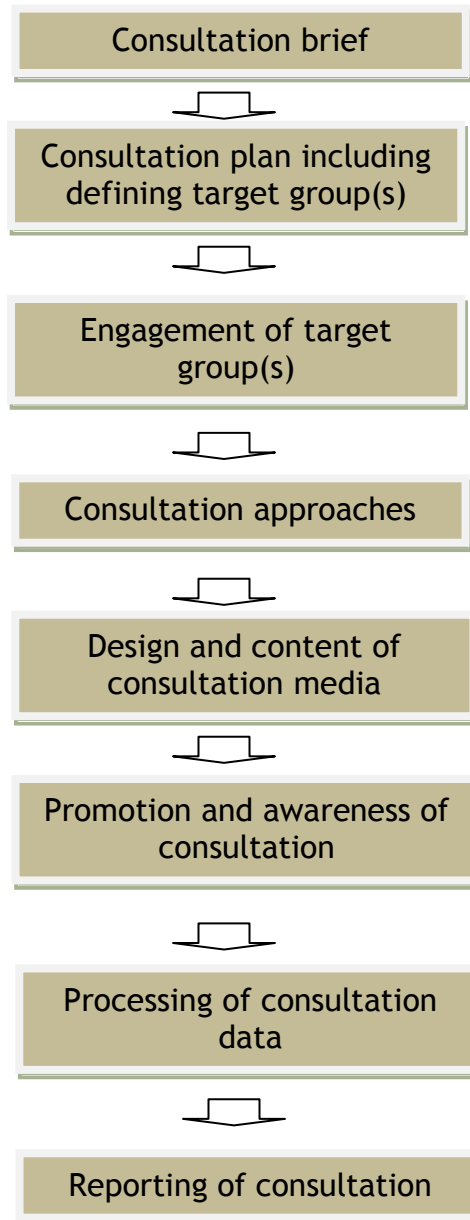 Consultation brief
Consultation plan including
defining target group(s)
Engagement of target
group(s)
Consultation approaches
Design and content of
consultation media
Promotion and awareness of
consultation
Processing of consultation
data
Reporting of consultation